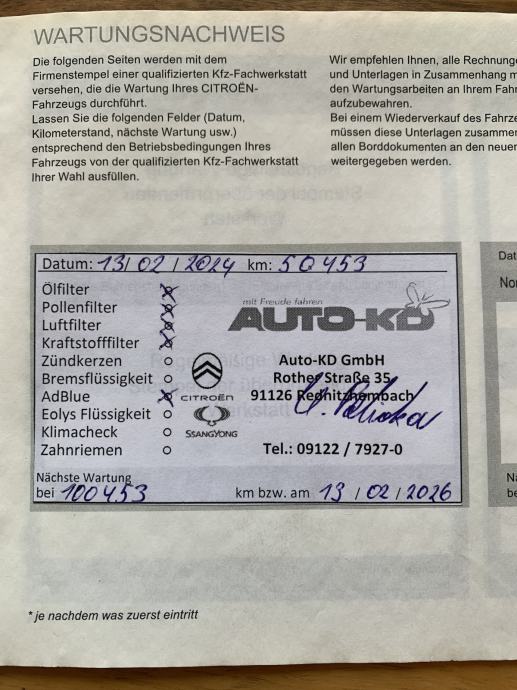 WARTUNGSNACHWEIS
Die folgenden Seiten werden mit dem
Firmenstempel einer qualifizierten Kfz-Fachwerkstatt
versehen, die die Wartung Ihres CITROËN-
Fahrzeugs durchführt.
Lassen Sie die folgenden Felder (Datum,
Kilometerstand, nächste Wartung usw.)
entsprechend den Betriebsbedingungen Ihres
Fahrzeugs von der qualifizierten Kfz-Fachwerkstatt
Ihrer Wahl ausfüllen.
Wir empfehlen Ihnen, alle Rechnunge
und Unterlagen in Zusammenhang m
den Wartungsarbeiten an Ihrem Fahr
aufzubewahren.
Bei einem Wiederverkauf des Fahrze
müssen diese Unterlagen zusammen
allen Borddokumenten an den neuen
weitergegeben werden.
Datum: 13/02/2024 km: 50453
Ölfilter
Pollenfilter
Luftfilter
Kraftstofffilter
Zündkerzen
Bremsflüssigkeit
AdBlue
Eolys Flüssigkeit
Klimacheck
Zahnriemen
CITROËN
SSANGYONG
mit Freude fahren
AUTO-KD
Auto-KD GmbH
Rother Straße 35
91126 Rednitzhembach
Tel.: 09122 / 7927-0
Nächste Wartung
bei 100453 km bzw. am 13 / 02 / 2026
Dat
Nor
Nä
be
* je nachdem was zuerst eintritt